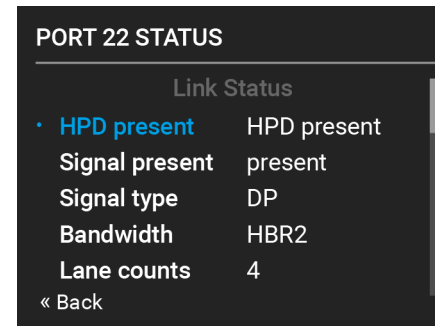 PORT 22 STATUS
Link Status
• HPD present HPD present
Signal present present
Signal type DP
Bandwidth HBR2
Lane counts 4
« Back